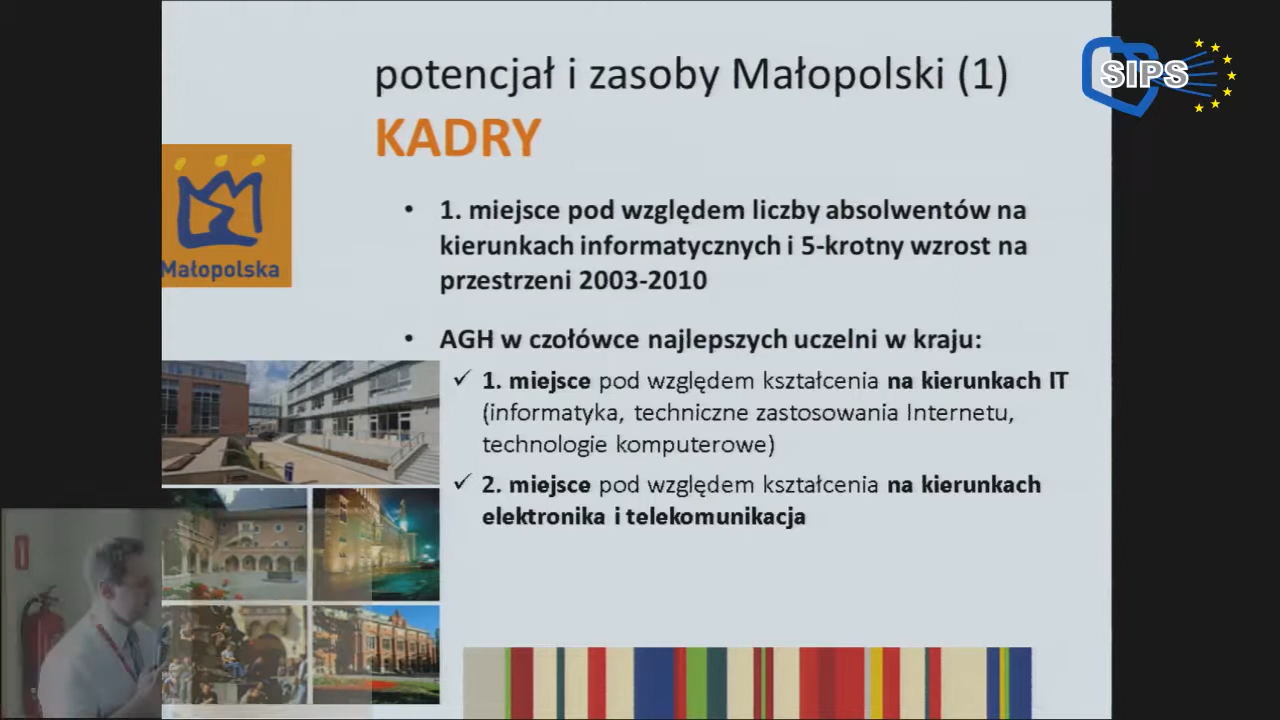 potencjał i zasoby Małopolski (1)
KADRY
SIPS
Małopolska
• 1. miejsce pod względem liczby absolwentów na
kierunkach informatycznych i 5-krotny wzrost na
przestrzeni 2003-2010
• AGH w czołówce najlepszych uczelni w kraju:
✓ 1. miejsce pod względem kształcenia na kierunkach IT
(informatyka, techniczne zastosowania Internetu,
technologie komputerowe)
✓ 2. miejsce pod względem kształcenia na kierunkach
elektronika i telekomunikacja